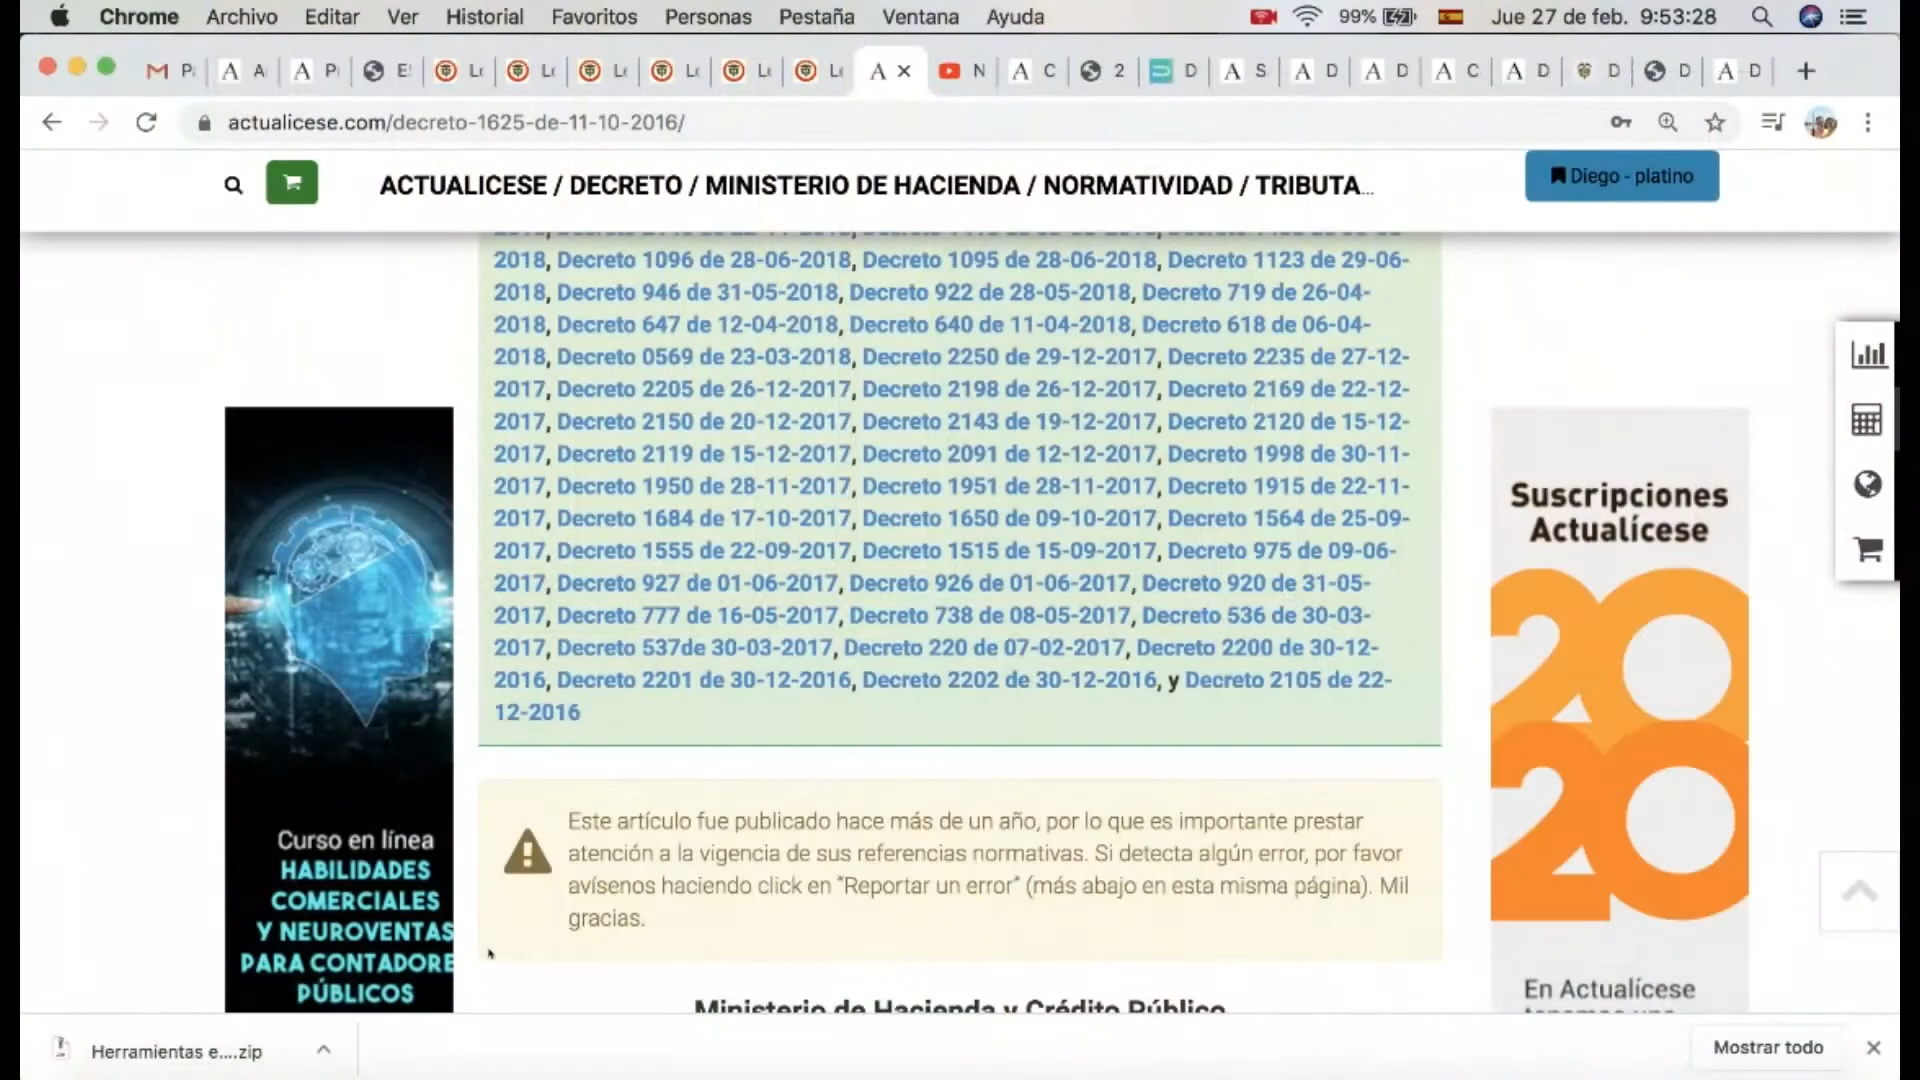 Chrome Archivo Editar Ver Historial Favoritos Personas Pestaña Ventana Ayuda 99% Jue 27 de feb. 9:53:28
P A P E L L L L L L A N A C 2 D S D D C D D D D
actualicese.com/decreto-1625-de-11-10-2016/
ACTUALICESE / DECRETO / MINISTERIO DE HACIENDA / NORMATIVIDAD / TRIBUTA...
Diego - platino
2018, Decreto 1096 de 28-06-2018, Decreto 1095 de 28-06-2018, Decreto 1123 de 29-06-
2018, Decreto 946 de 31-05-2018, Decreto 922 de 28-05-2018, Decreto 719 de 26-04-
2018, Decreto 647 de 12-04-2018, Decreto 640 de 11-04-2018, Decreto 618 de 06-04-
2018, Decreto 0569 de 23-03-2018, Decreto 2250 de 29-12-2017, Decreto 2235 de 27-12-
2017, Decreto 2205 de 26-12-2017, Decreto 2198 de 26-12-2017, Decreto 2169 de 22-12-
2017, Decreto 2150 de 20-12-2017, Decreto 2143 de 19-12-2017, Decreto 2120 de 15-12-
2017, Decreto 2119 de 15-12-2017, Decreto 2091 de 12-12-2017, Decreto 1998 de 30-11-
2017, Decreto 1950 de 28-11-2017, Decreto 1951 de 28-11-2017, Decreto 1915 de 22-11-
2017, Decreto 1684 de 17-10-2017, Decreto 1650 de 09-10-2017, Decreto 1564 de 25-09-
2017, Decreto 1555 de 22-09-2017, Decreto 1515 de 15-09-2017, Decreto 975 de 09-06-
2017, Decreto 927 de 01-06-2017, Decreto 926 de 01-06-2017, Decreto 920 de 31-05-
2017, Decreto 777 de 16-05-2017, Decreto 738 de 08-05-2017, Decreto 536 de 30-03-
2017, Decreto 537de 30-03-2017, Decreto 220 de 07-02-2017, Decreto 2200 de 30-12-
2016, Decreto 2201 de 30-12-2016, Decreto 2202 de 30-12-2016, y Decreto 2105 de 22-
12-2016
Este artículo fue publicado hace más de un año, por lo que es importante prestar
atención a la vigencia de sus referencias normativas. Si detecta algún error, por favor
avísenos haciendo click en "Reportar un error" (más abajo en esta misma página). Mil
gracias.
Ministerio de Hacienda y Crédito Público
Curso en línea
HABILIDADES
COMERCIALES
Y NEUROVENTAS
PARA CONTADORE
PÚBLICOS
Suscripciones
Actualícese
20
20
En Actualícese
tenemos una
Herramientas e....zip
Mostrar todo